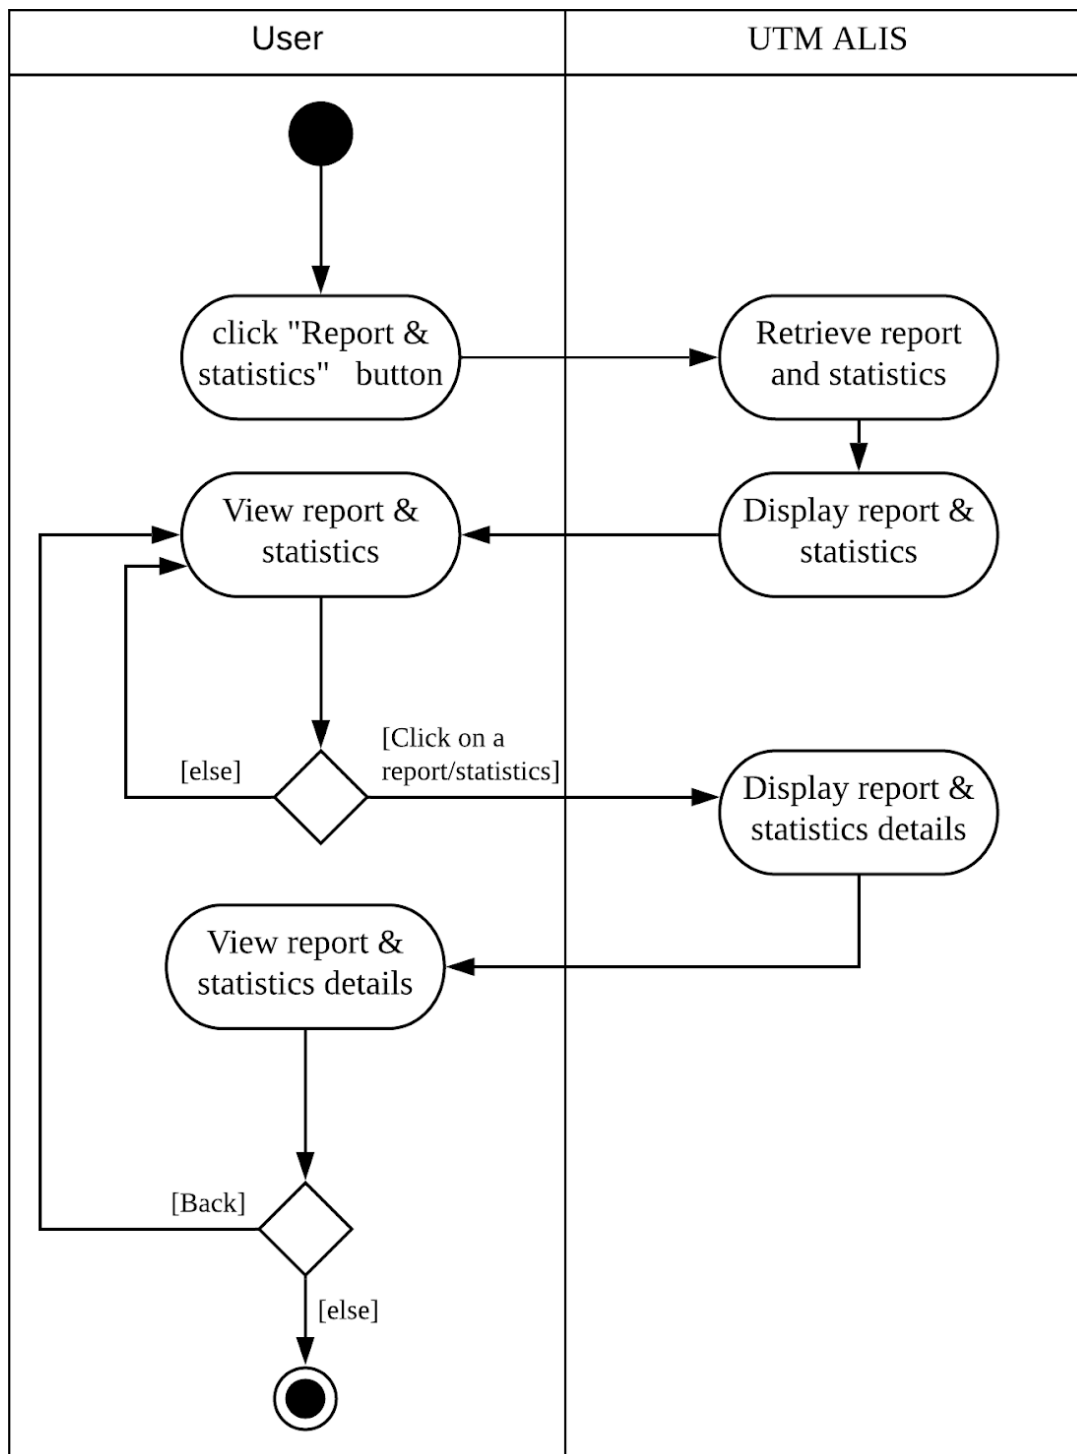 User
UTM ALIS
click "Report &
statistics" button
Retrieve report
and statistics
View report &
statistics
Display report &
statistics
[else]
[Click on a
report/statistics]
Display report &
statistics details
View report &
statistics details
[Back]
[else]